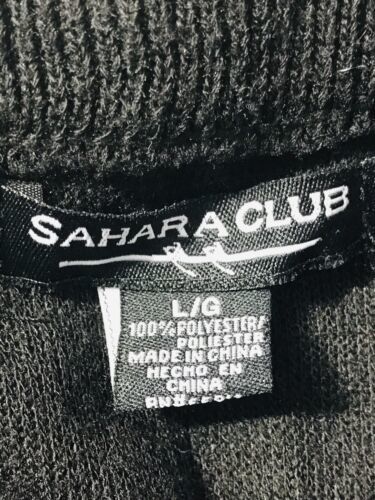 SAHARA CLUB
L/G
100% POLYESTER/
POLIESTER
MADE IN CHINA
HECHO EN
CHINA